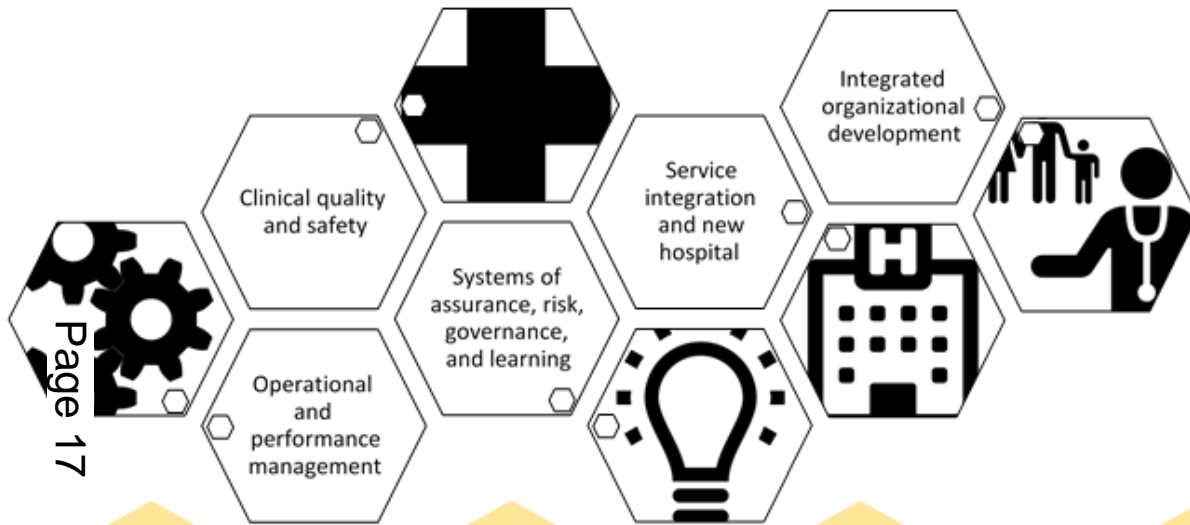 Integrated
organizational
development
Clinical quality
and safety
Service
integration
and new
hospital
H
Systems of
assurance, risk,
governance,
and learning
Operational
and
performance
management
Page 17